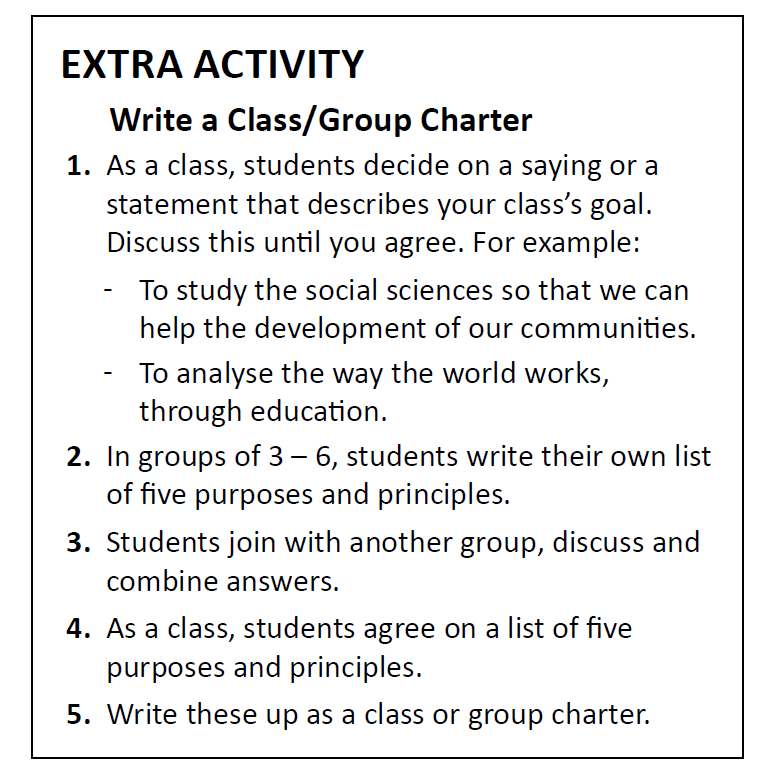 EXTRA ACTIVITY
Write a Class/Group Charter
1. As a class, students decide on a saying or a
statement that describes your class’s goal.
Discuss this until you agree. For example:
- To study the social sciences so that we can
help the development of our communities.
- To analyse the way the world works,
through education.
2. In groups of 3 – 6, students write their own list
of five purposes and principles.
3. Students join with another group, discuss and
combine answers.
4. As a class, students agree on a list of five
purposes and principles.
5. Write these up as a class or group charter.